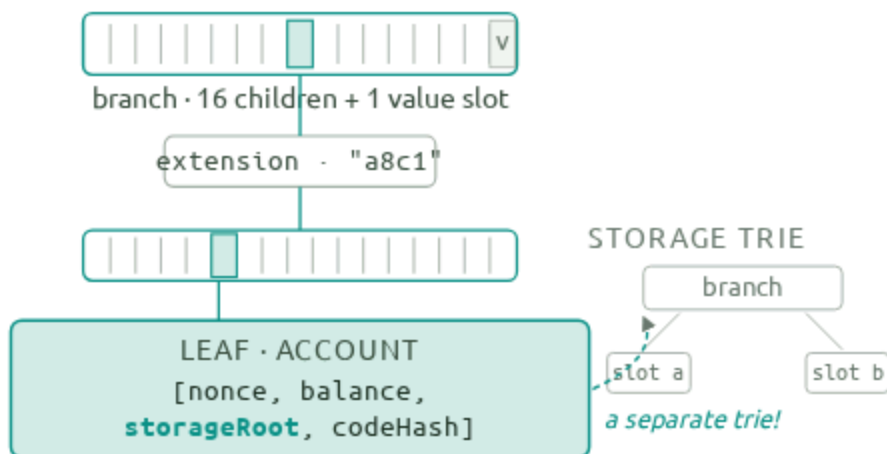 V
branch · 16 children + 1 value slot
extension · "a8c1"
STORAGE TRIE
branch
LEAF · ACCOUNT
[nonce, balance,
storageRoot, codeHash]
slot a
slot b
a separate trie!